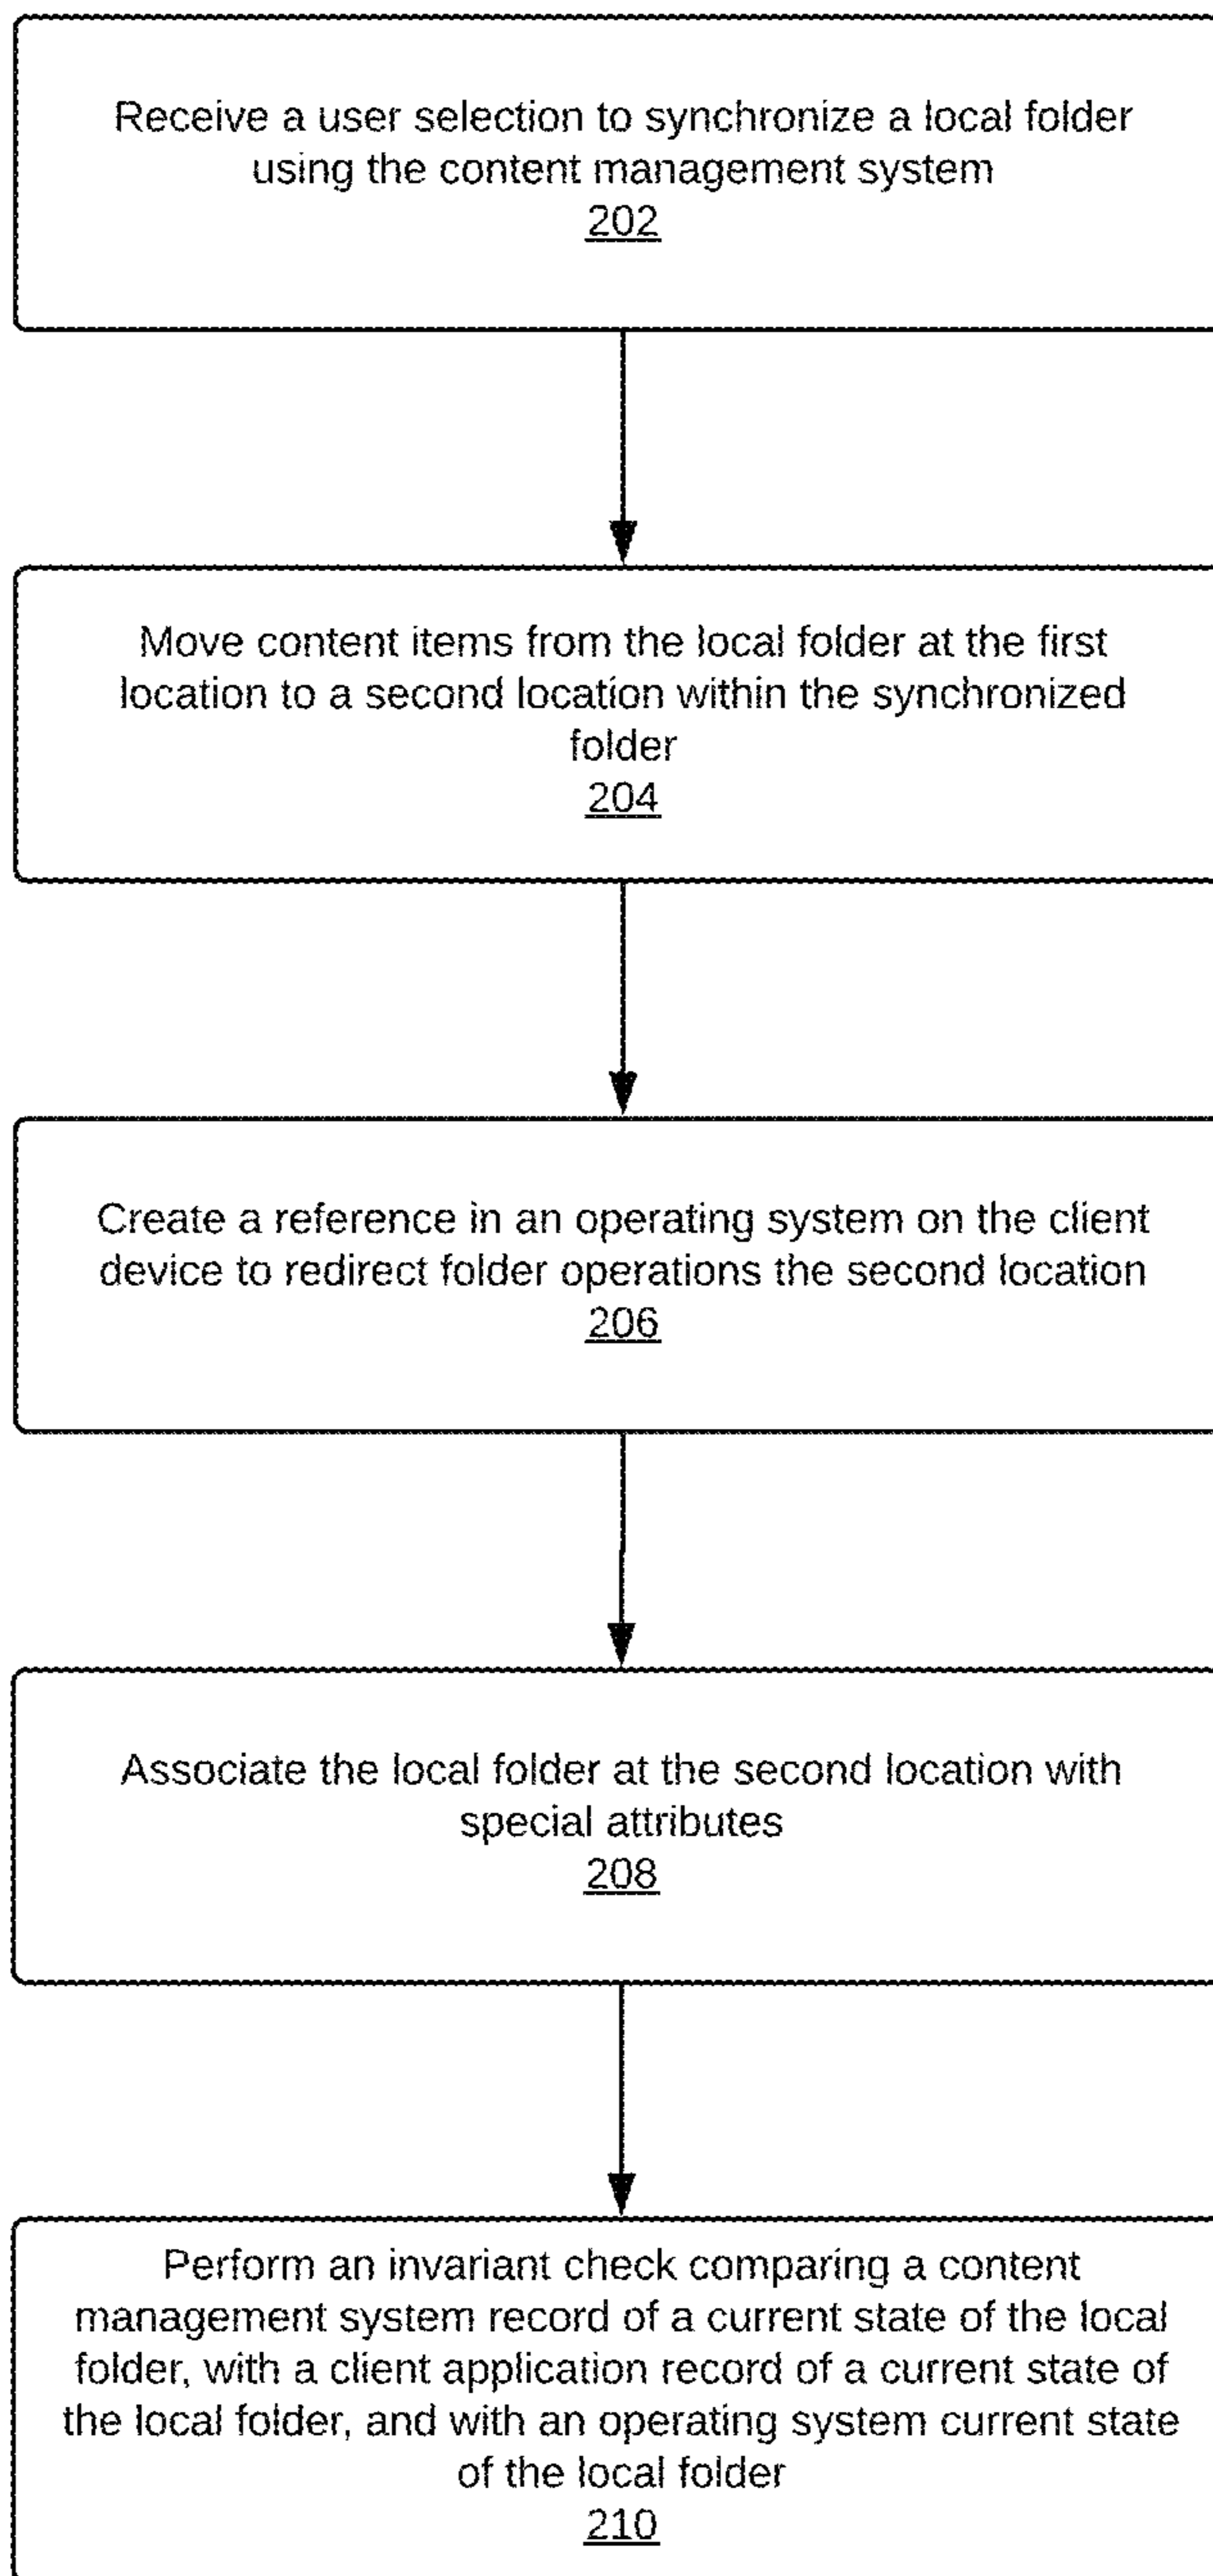 Receive a user selection to synchronize a local folder
using the content management system
202
Move content items from the local folder at the first
location to a second location within the synchronized
folder
204
Create a reference in an operating system on the client
device to redirect folder operations the second location
206
Associate the local folder at the second location with
special attributes
208
Perform an invariant check comparing a content
management system record of a current state of the local
folder, with a client application record of a current state of
the local folder, and with an operating system current state
of the local folder
210